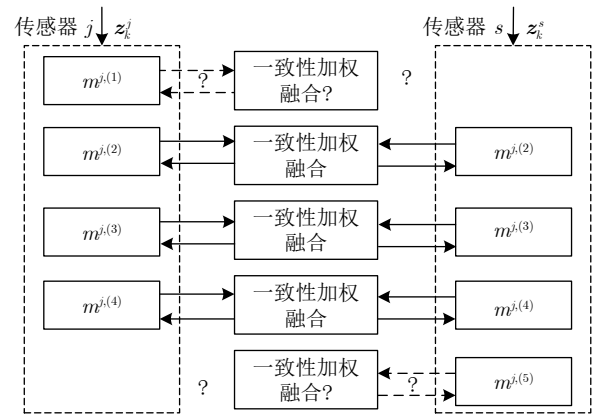 传感器 j z_k^j 传感器 s z_k^s
m^{j,(1)} ? 一致性加权 ?
融合?
m^{j,(2)} 一致性加权 m^{j,(2)}
融合
m^{j,(3)} 一致性加权 m^{j,(3)}
融合
m^{j,(4)} 一致性加权 m^{j,(4)}
融合
? 一致性加权 ? m^{j,(5)}
融合?